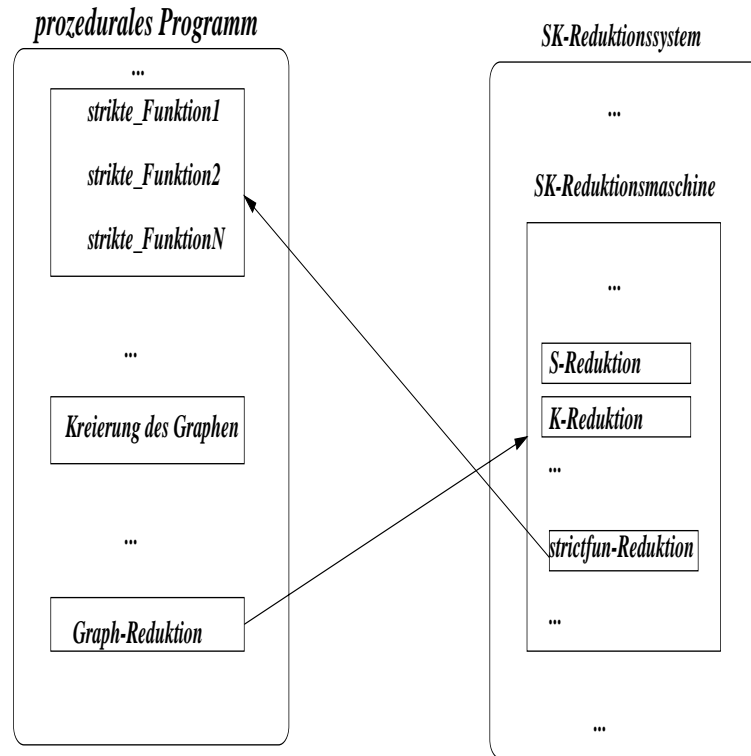 prozedurales Programm
...
strikte_Funktion1
strikte_Funktion2
strikte_FunktionN
...
Kreierung des Graphen
...
Graph-Reduktion
SK-Reduktionssystem
...
SK-Reduktionsmaschine
...
S-Reduktion
K-Reduktion
...
strictfun-Reduktion
...
...